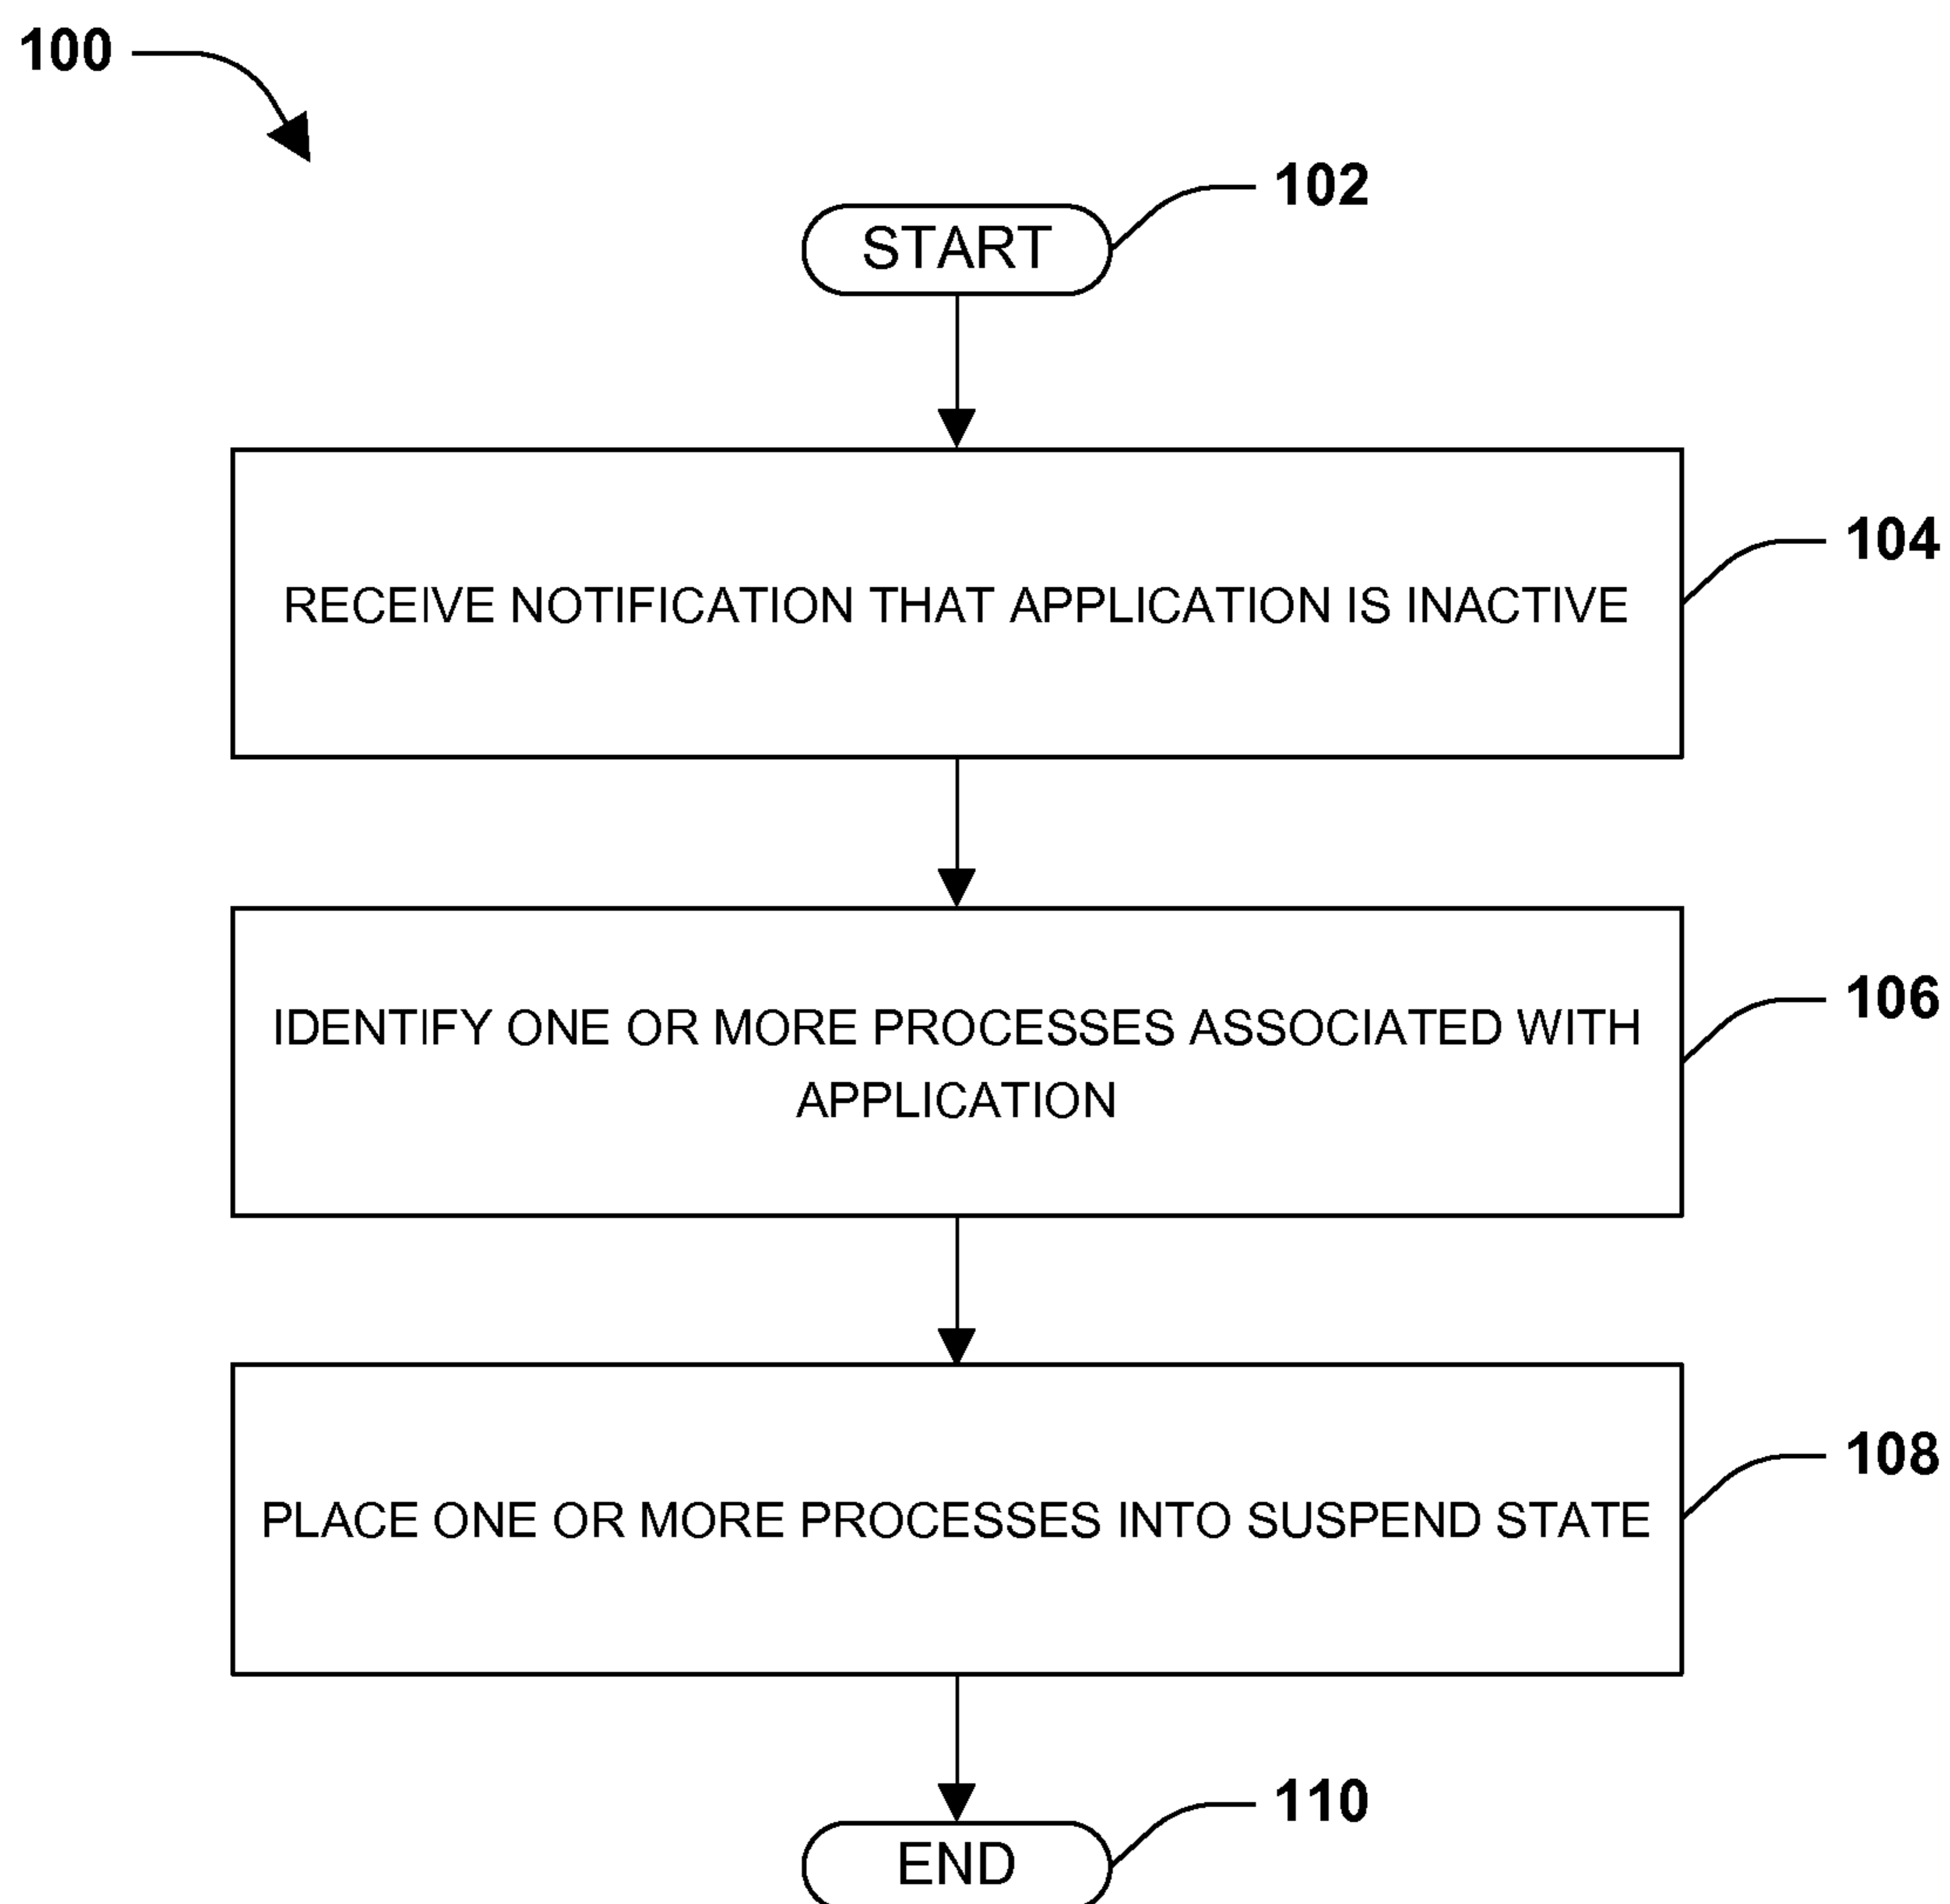 100
102
START
104
RECEIVE NOTIFICATION THAT APPLICATION IS INACTIVE
106
IDENTIFY ONE OR MORE PROCESSES ASSOCIATED WITH
APPLICATION
108
PLACE ONE OR MORE PROCESSES INTO SUSPEND STATE
110
END